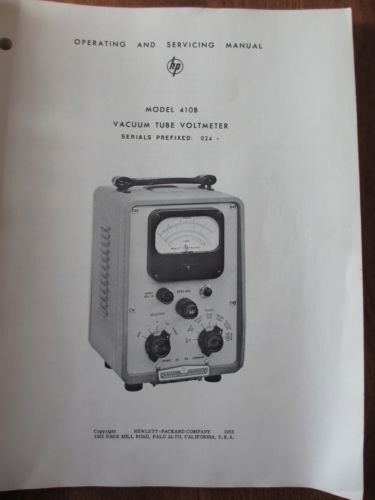 OPERATING AND SERVICING MANUAL
hp
MODEL 410B
VACUUM TUBE VOLTMETER
SERIALS PREFIXED: 024 -
Copyright HEWLETT-PACKARD COMPANY
PAGE MILL ROAD, PALO ALTO, CALIFORNIA, U.S.A.